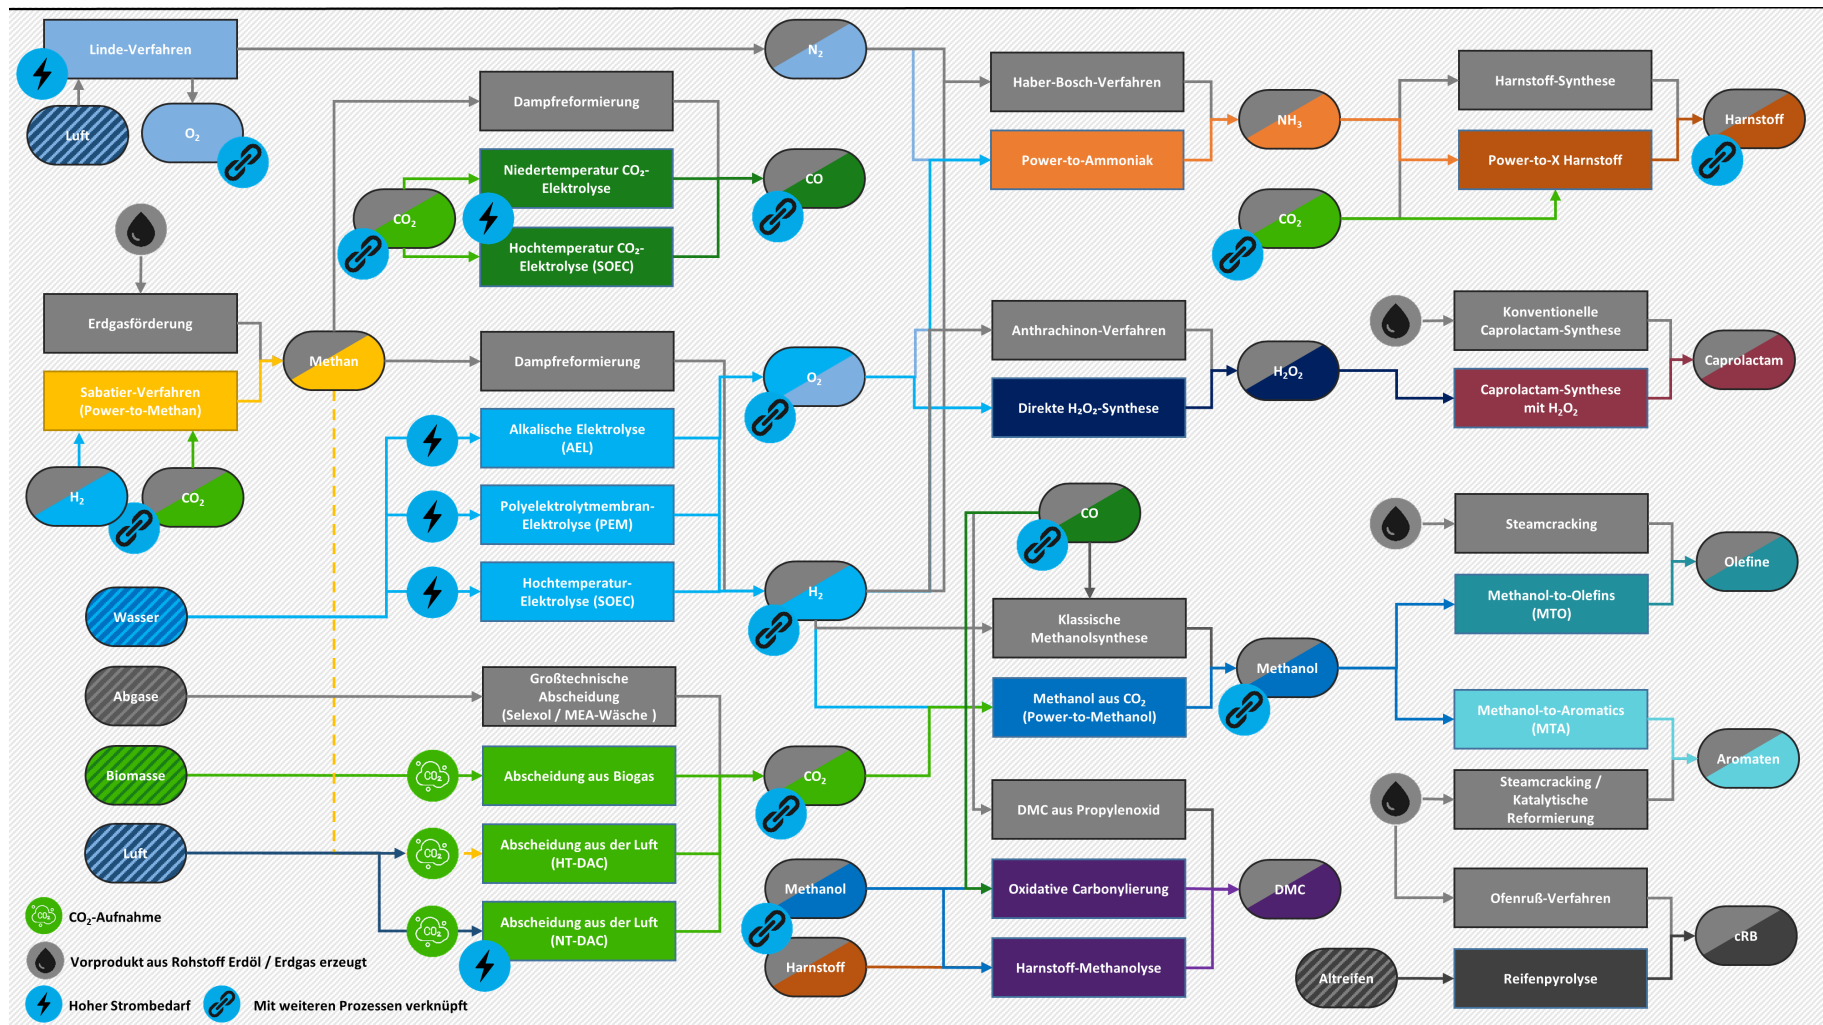 Linde-Verfahren
Luft
O₂
N₂
Dampfreformierung
Niedertemperatur CO₂-
Elektrolyse
CO₂
Hochtemperatur CO₂-
Elektrolyse (SOEC)
CO
Haber-Bosch-Verfahren
Power-to-Ammoniak
NH₃
CO₂
Harnstoff-Synthese
Power-to-X Harnstoff
Harnstoff
Erdgasförderung
Sabatier-Verfahren
(Power-to-Methan)
H₂
CO₂
Methan
Dampfreformierung
Alkalische Elektrolyse
(AEL)
Polyelektrolytmembran-
Elektrolyse (PEM)
Hochtemperatur-
Elektrolyse (SOEC)
Wasser
O₂
H₂
Anthrachinon-Verfahren
Direkte H₂O₂-Synthese
H₂O₂
Konventionelle
Caprolactam-Synthese
Caprolactam-Synthese
mit H₂O₂
Caprolactam
CO
Klassische
Methanolsynthese
Methanol aus CO₂
(Power-to-Methanol)
Methanol
Steamcracking
Methanol-to-Olefins
(MTO)
Olefine
Methanol-to-Aromatics
(MTA)
Steamcracking /
Katalytische
Reformierung
Aromaten
Abgase
Großtechnische
Abscheidung
(Selexol / MEA-Wäsche )
Biomasse
CO₂
Abscheidung aus Biogas
CO₂
Luft
CO₂
Abscheidung aus der Luft
(HT-DAC)
CO₂
Abscheidung aus der Luft
(NT-DAC)
DMC aus Propylenoxid
Methanol
Oxidative Carbonylierung
DMC
Harnstoff
Harnstoff-Methanolyse
Ofenruß-Verfahren
cRB
Altreifen
Reifenpyrolyse
CO₂
CO₂-Aufnahme
Vorprodukt aus Rohstoff Erdöl / Erdgas erzeugt
Hoher Strombedarf
Mit weiteren Prozessen verknüpft